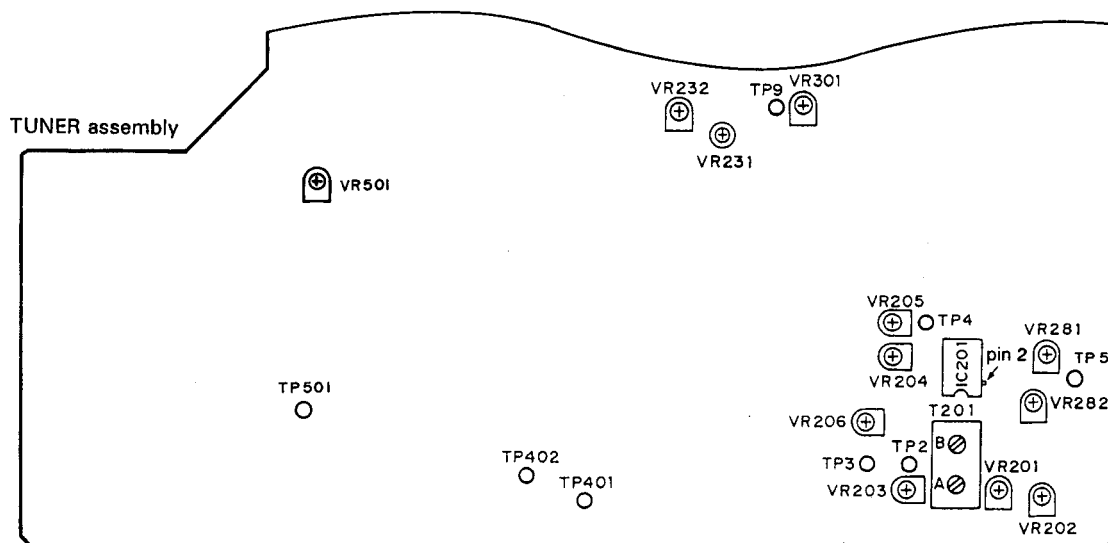 VR232
TP9
VR301
TUNER assembly
VR231
VR501
VR205
TP4
VR281
pin 2
TP5
IC201
VR204
TP501
T201
VR282
VR206
B
TP402
TP3
TP2
VR201
A
VR203
TP401
VR202